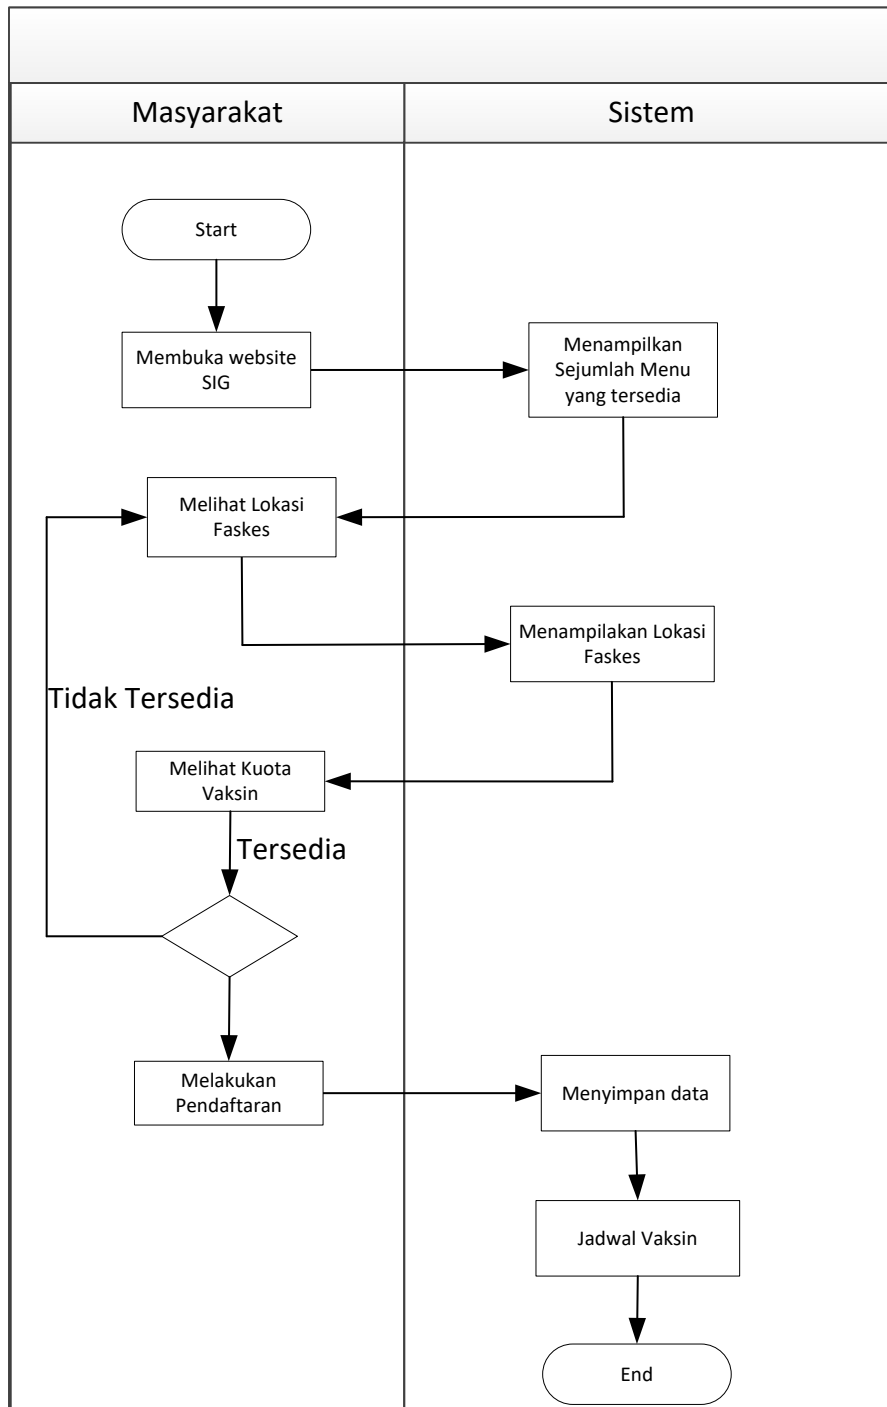 Masyarakat
Sistem
Start
Membuka website
SIG
Menampilkan
Sejumlah Menu
yang tersedia
Melihat Lokasi
Faskes
Menampilakan Lokasi
Faskes
Tidak Tersedia
Melihat Kuota
Vaksin
Tersedia
Melakukan
Pendaftaran
Menyimpan data
Jadwal Vaksin
End